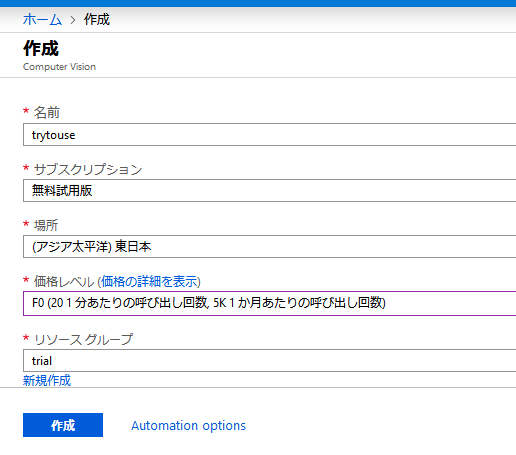 ホーム > 作成
作成
Computer Vision
* 名前
trytouse
* サブスクリプション
無料試用版
* 場所
(アジア太平洋) 東日本
* 価格レベル (価格の詳細を表示)
F0 (20 1 分あたりの呼び出し回数, 5K 1 か月あたりの呼び出し回数)
* リソース グループ
trial
新規作成
作成 Automation options